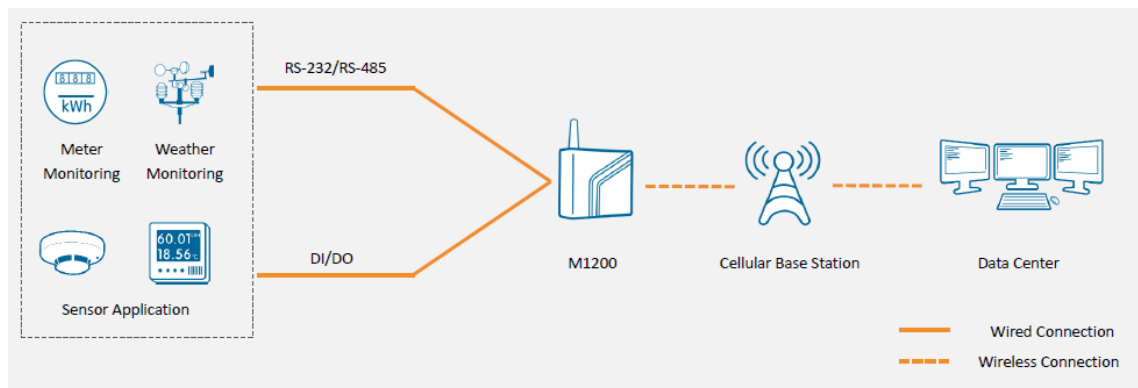 RS-232/RS-485
888
kWh
Meter
Monitoring
Weather
Monitoring
60.01
18.56℃
DI/DO
Sensor Application
M1200
Cellular Base Station
Data Center
Wired Connection
Wireless Connection